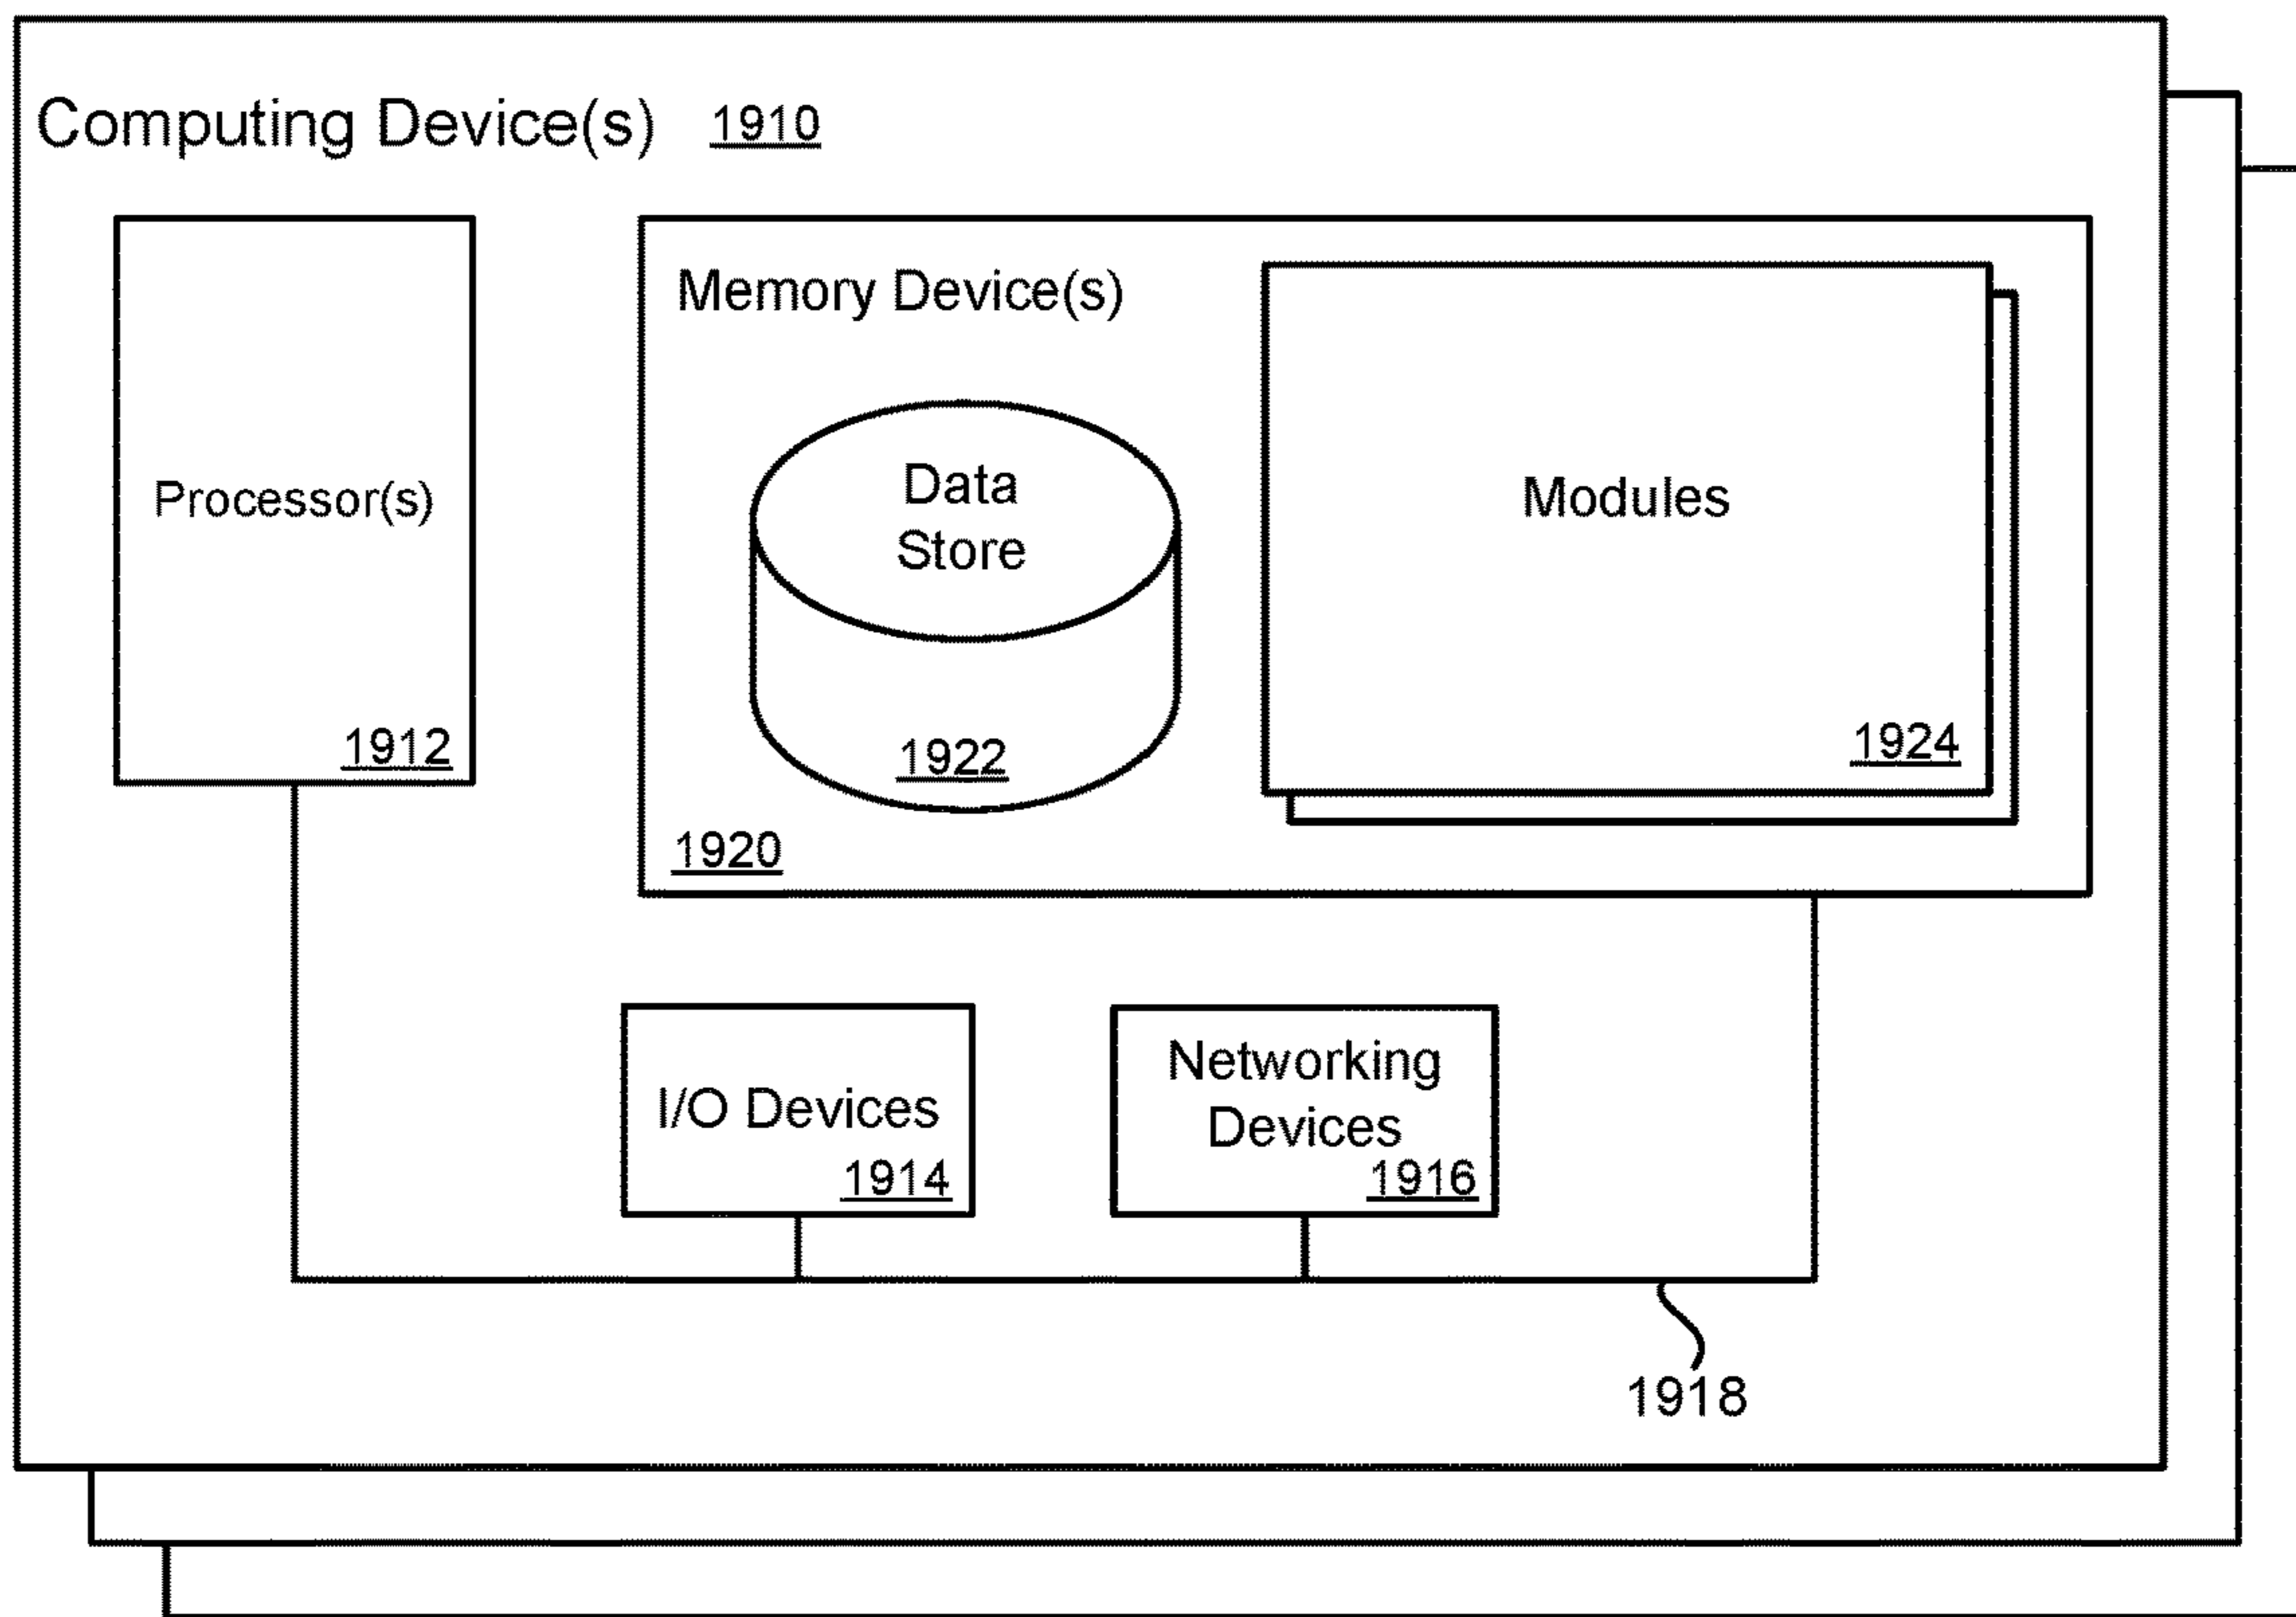 Computing Device(s) 1910
Processor(s)
1912
Memory Device(s)
Data
Store
1922
1920
Modules
1924
I/O Devices
1914
Networking
Devices
1916
1918